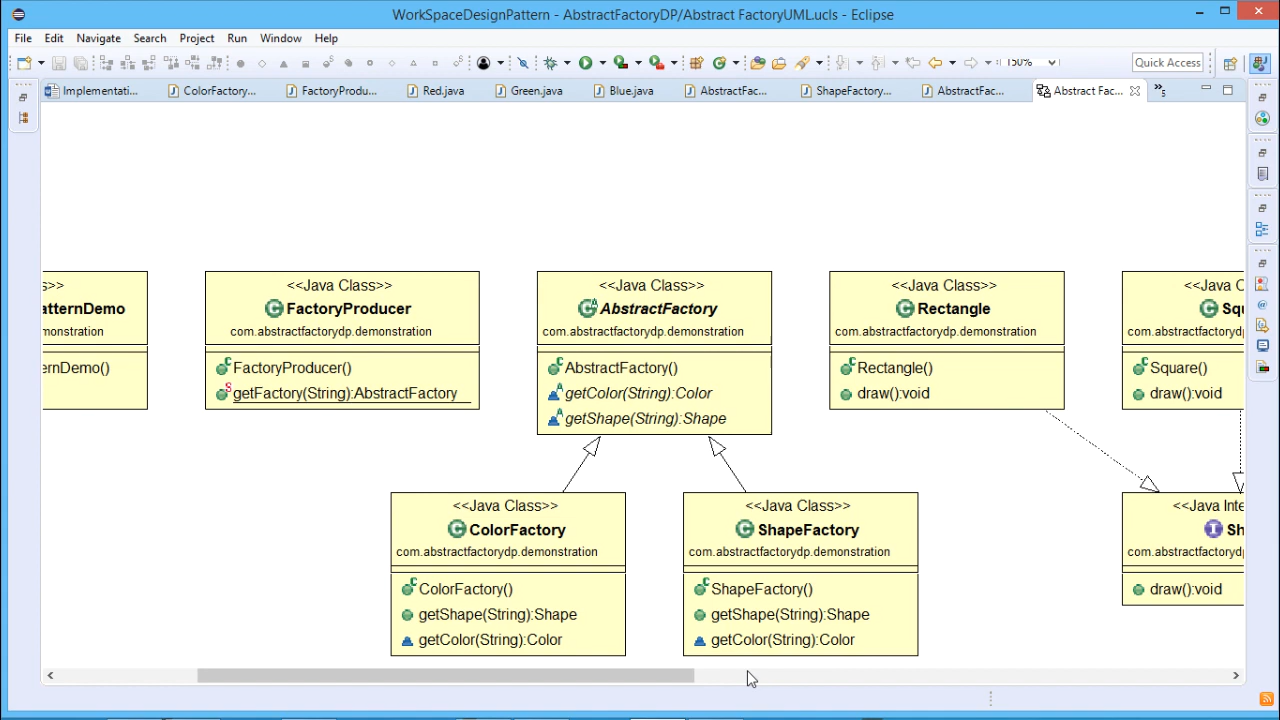 WorkSpaceDesignPattern - AbstractFactoryDP/Abstract FactoryUML.ucls - Eclipse
File Edit Navigate Search Project Run Window Help
150% Quick Access
Implementati... ColorFactory... FactoryProdu... Red.java Green.ja Blue.java AbstractFac... ShapeFactory... AbstractFac... Abstract Fac... »5
s>>
atternDemo
monstration
ernDemo()
<<Java Class>>
FactoryProducer
com.abstractfactorydp.demonstration
FactoryProducer()
getFactory(String):AbstractFactory
<<Java Class>>
AbstractFactory
com.abstractfactorydp.demonstration
AbstractFactory()
getColor(String):Color
getShape(String):Shape
<<Java Class>>
Rectangle
com.abstractfactorydp.demonstration
Rectangle()
draw():void
<<Java C
Squ
com.abstractfactorydp.d
Square()
draw():void
<<Java Class>>
ColorFactory
com.abstractfactorydp.demonstration
ColorFactory()
getShape(String):Shape
getColor(String):Color
<<Java Class>>
ShapeFactory
com.abstractfactorydp.demonstration
ShapeFactory()
getShape(String):Shape
getColor(String):Color
<<Java Inte
Sh
com.abstractfactorydp.d
draw():void